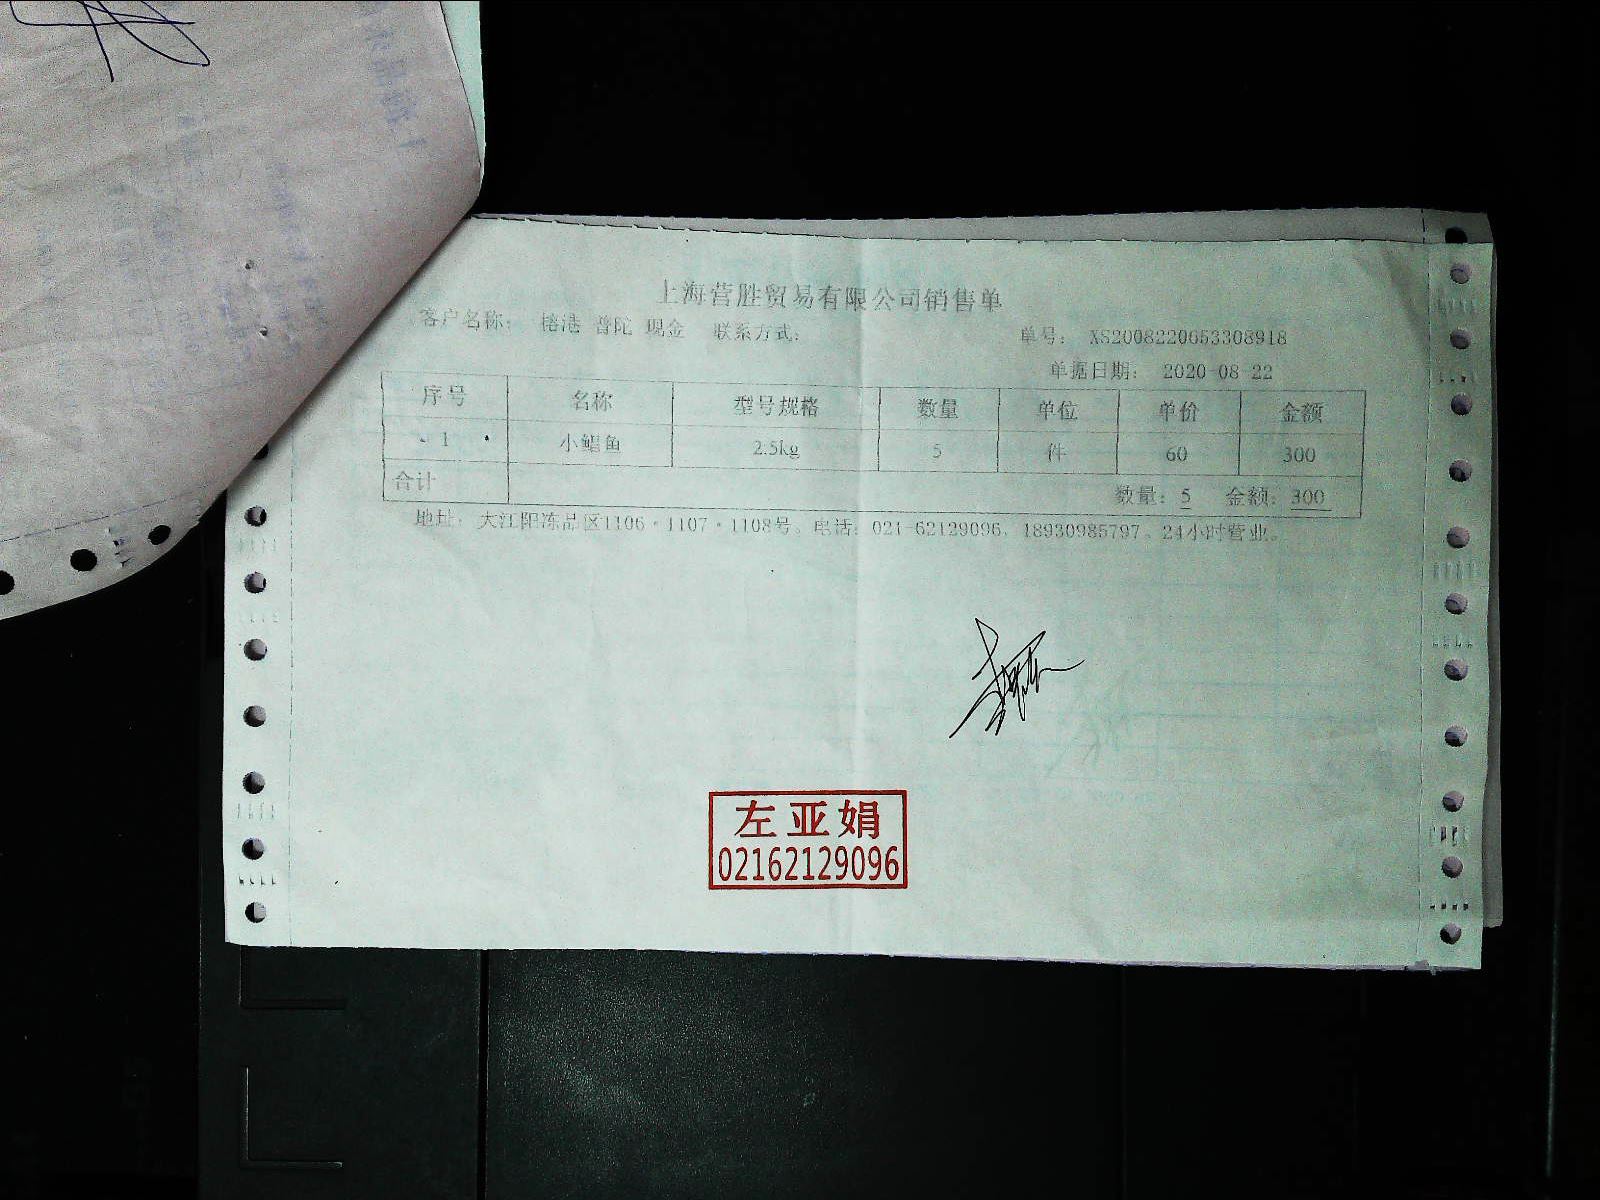 上海营胜贸易有限公司销售单
客户名称: 榕港 普陀 现金 联系方式:
单号: XS2008220653308918
单据日期: 2020-08-22
序号 名称 型号规格 数量 单位 单价 金额
1 小鲳鱼 2.5kg 5 件 60 300
合计 数量: 5 金额: 300
地址: 大江阳冻品区1106·1107·1108号。电话: 021-62129096、18930985797。24小时营业。
左亚娟
02162129096